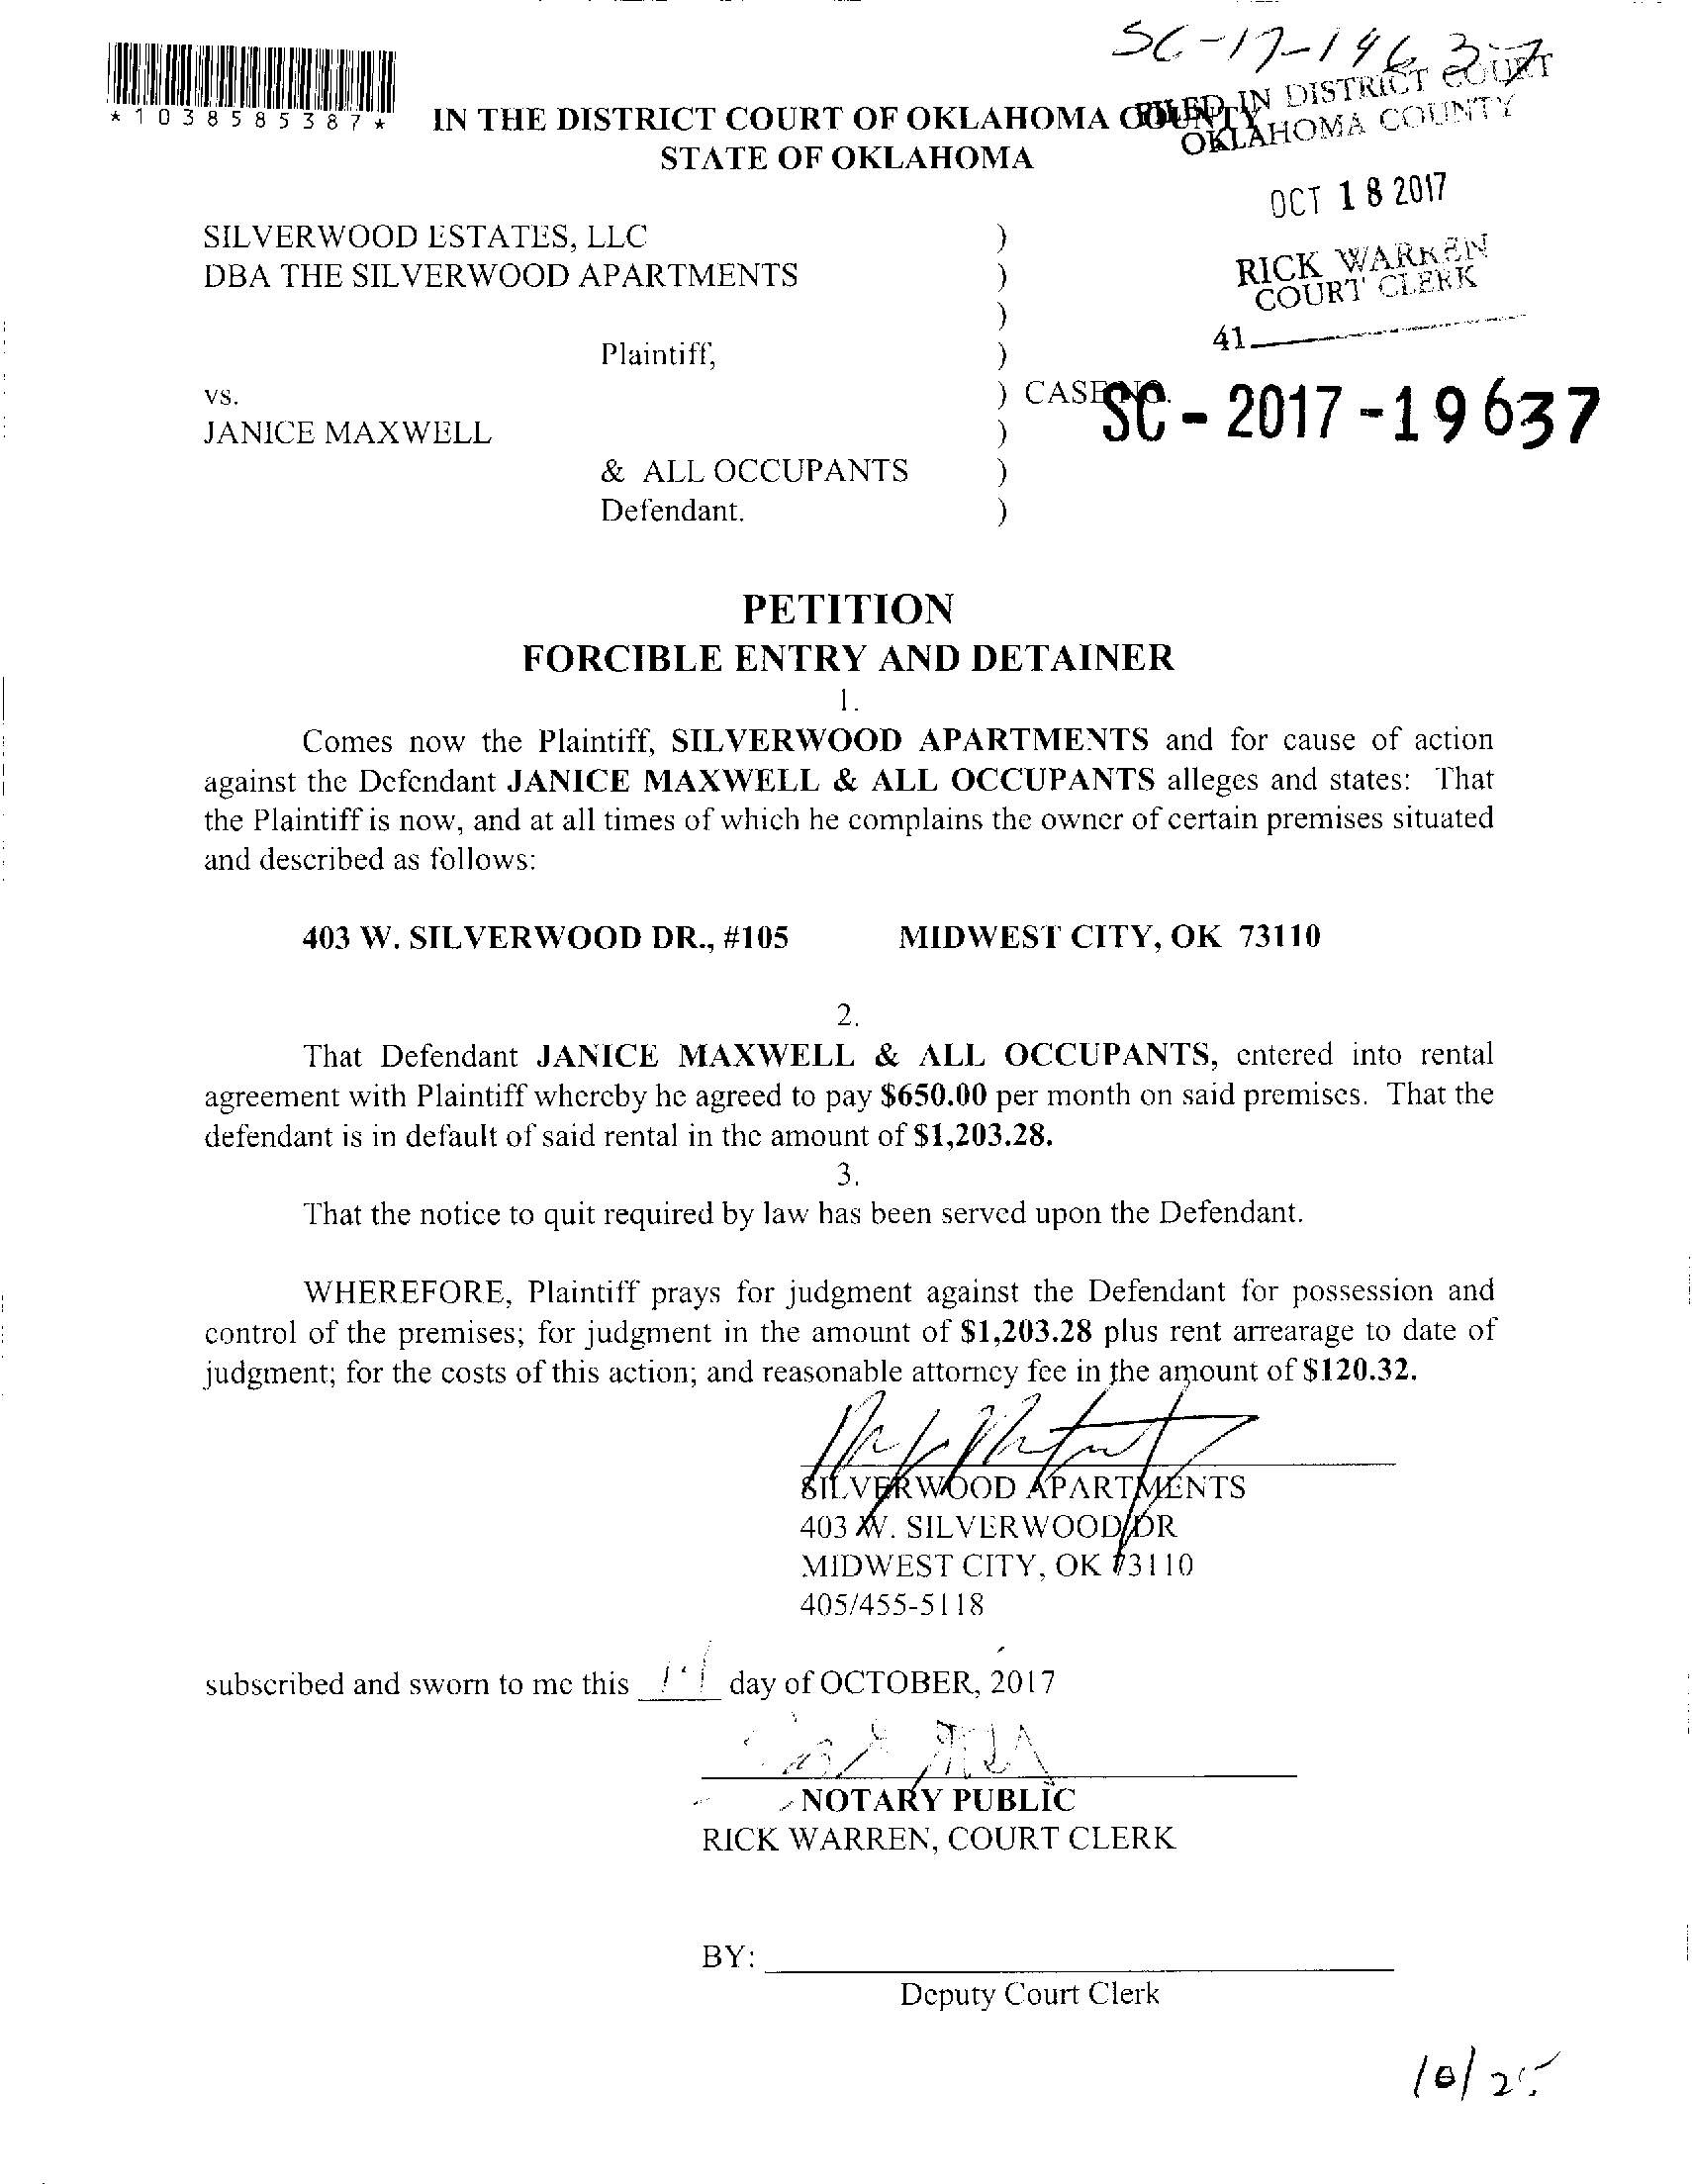 SC-17-19637
*1038585387*
IN THE DISTRICT COURT OF OKLAHOMA COUNTY
STATE OF OKLAHOMA
FILED IN DISTRICT COURT
OKLAHOMA COUNTY
OCT 18 2017
RICK WARREN
COURT CLERK
41
SILVERWOOD ESTATES, LLC )
DBA THE SILVERWOOD APARTMENTS )
)
Plaintiff, )
vs. ) CASE NO. SC-2017-19637
JANICE MAXWELL )
& ALL OCCUPANTS )
Defendant. )
PETITION
FORCIBLE ENTRY AND DETAINER
1.
Comes now the Plaintiff, SILVERWOOD APARTMENTS and for cause of action
against the Defendant JANICE MAXWELL & ALL OCCUPANTS alleges and states: That
the Plaintiff is now, and at all times of which he complains the owner of certain premises situated
and described as follows:
403 W. SILVERWOOD DR., #105 MIDWEST CITY, OK 73110
2.
That Defendant JANICE MAXWELL & ALL OCCUPANTS, entered into rental
agreement with Plaintiff whereby he agreed to pay $650.00 per month on said premises. That the
defendant is in default of said rental in the amount of $1,203.28.
3.
That the notice to quit required by law has been served upon the Defendant.
WHEREFORE, Plaintiff prays for judgment against the Defendant for possession and
control of the premises; for judgment in the amount of $1,203.28 plus rent arrearage to date of
judgment; for the costs of this action; and reasonable attorney fee in the amount of $120.32.
SILVERWOOD APARTMENTS
403 W. SILVERWOOD DR
MIDWEST CITY, OK 73110
405/455-5118
subscribed and sworn to me this day of OCTOBER, 2017
NOTARY PUBLIC
RICK WARREN, COURT CLERK
BY:
Deputy Court Clerk
10/25